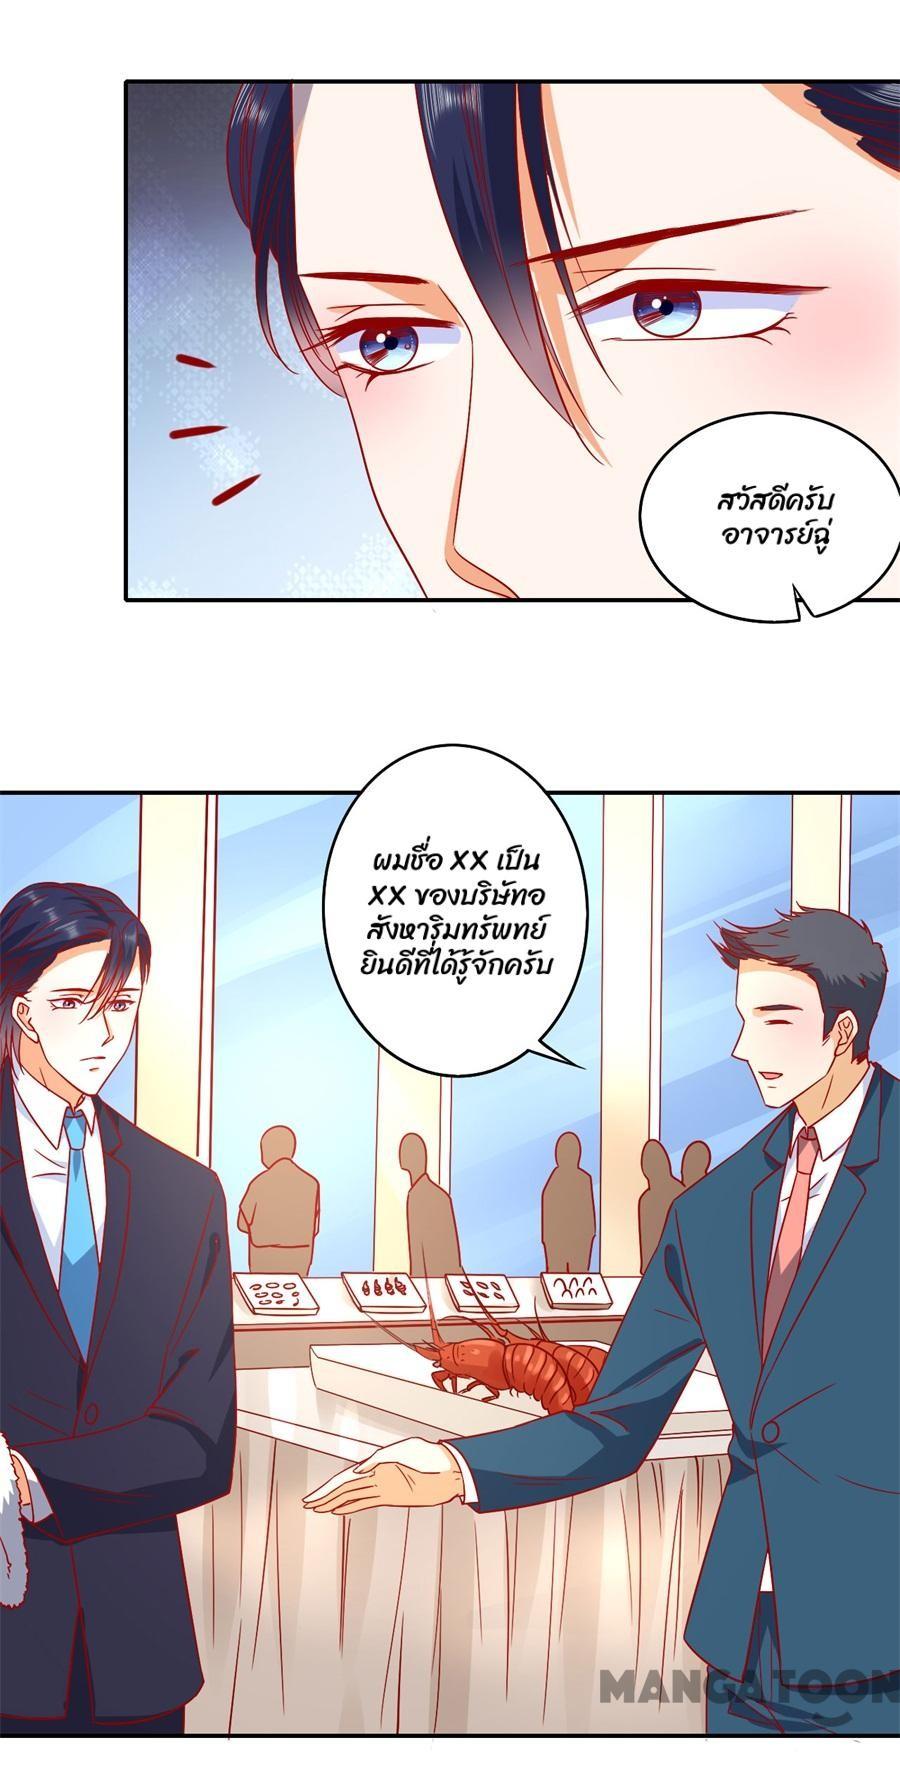 สวัสดีครับ
อาจารย์ฉู่
ผมชื่อ XX เป็น
XX ของบริษัทอ
สังหาริมทรัพทย์
ยินดีที่ได้รู้จักครับ
MANGATOON